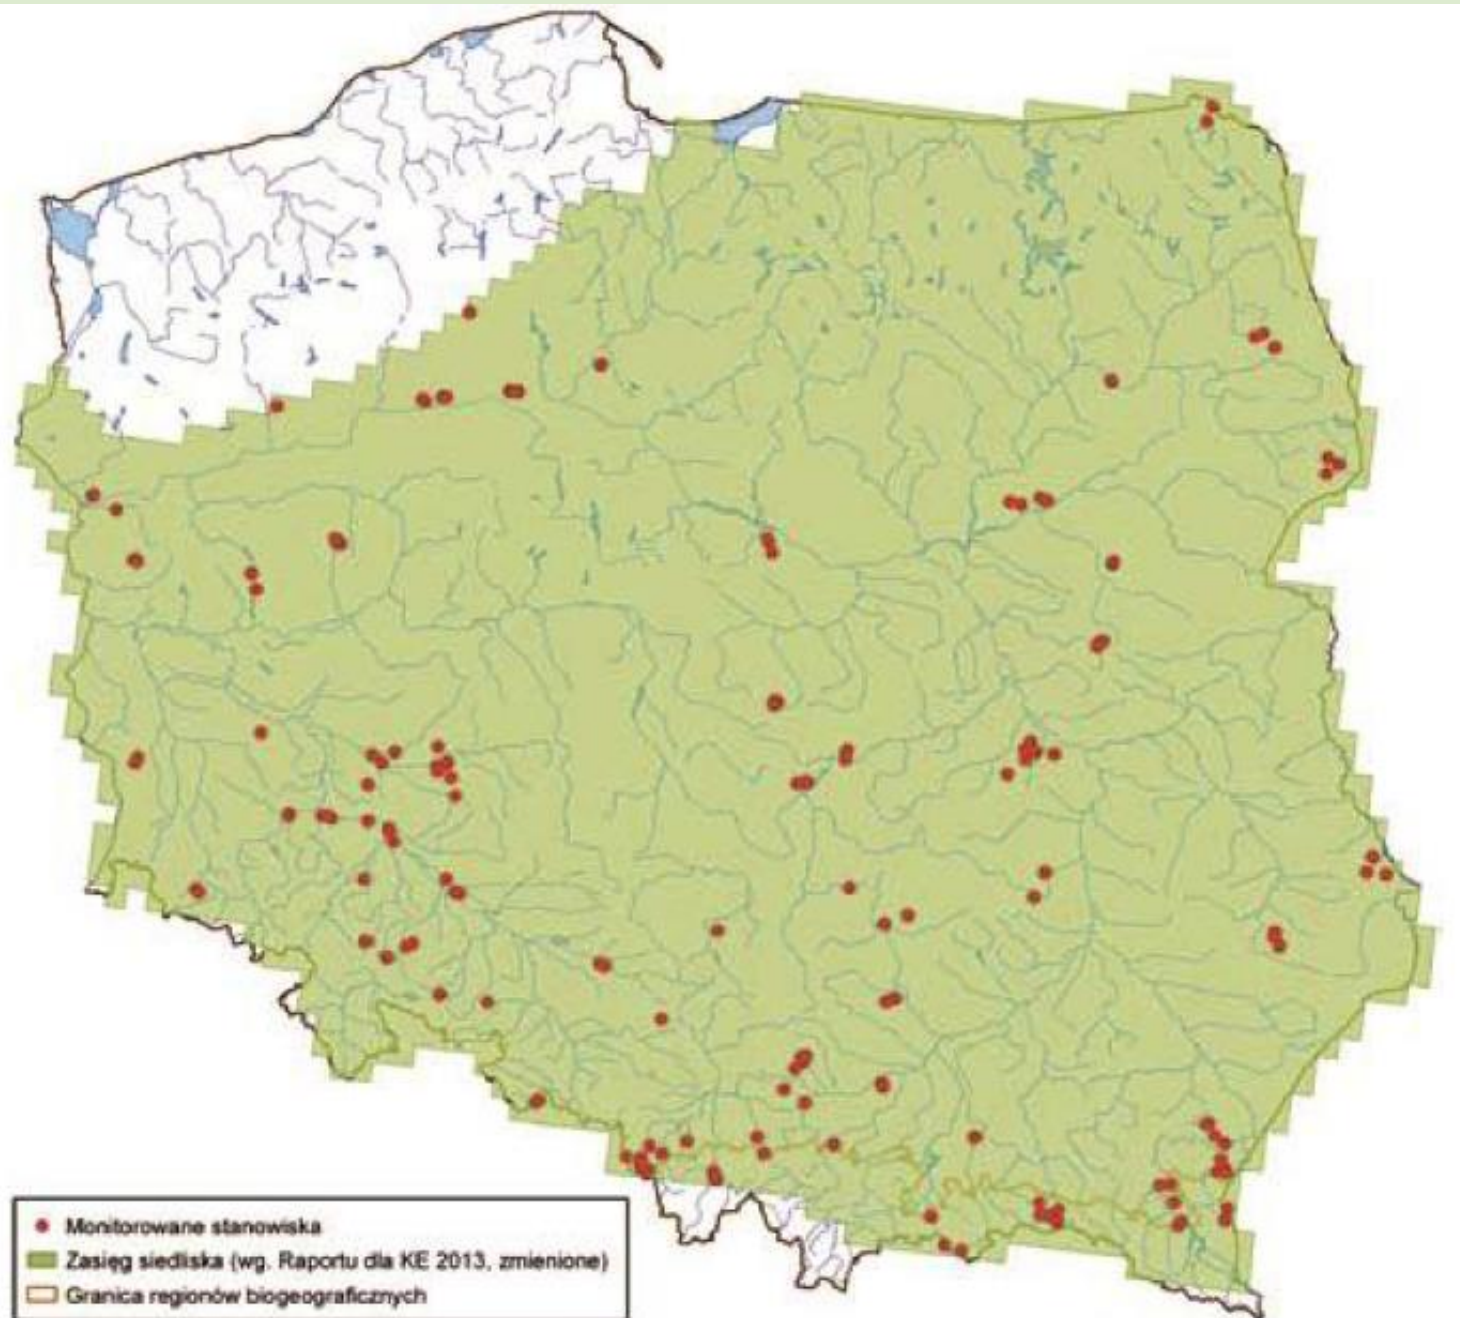 Monitorowane stanowiska
Zasięg siedliska (wg. Raportu dla KE 2013, zmienione)
Granica regionów biogeograficznych